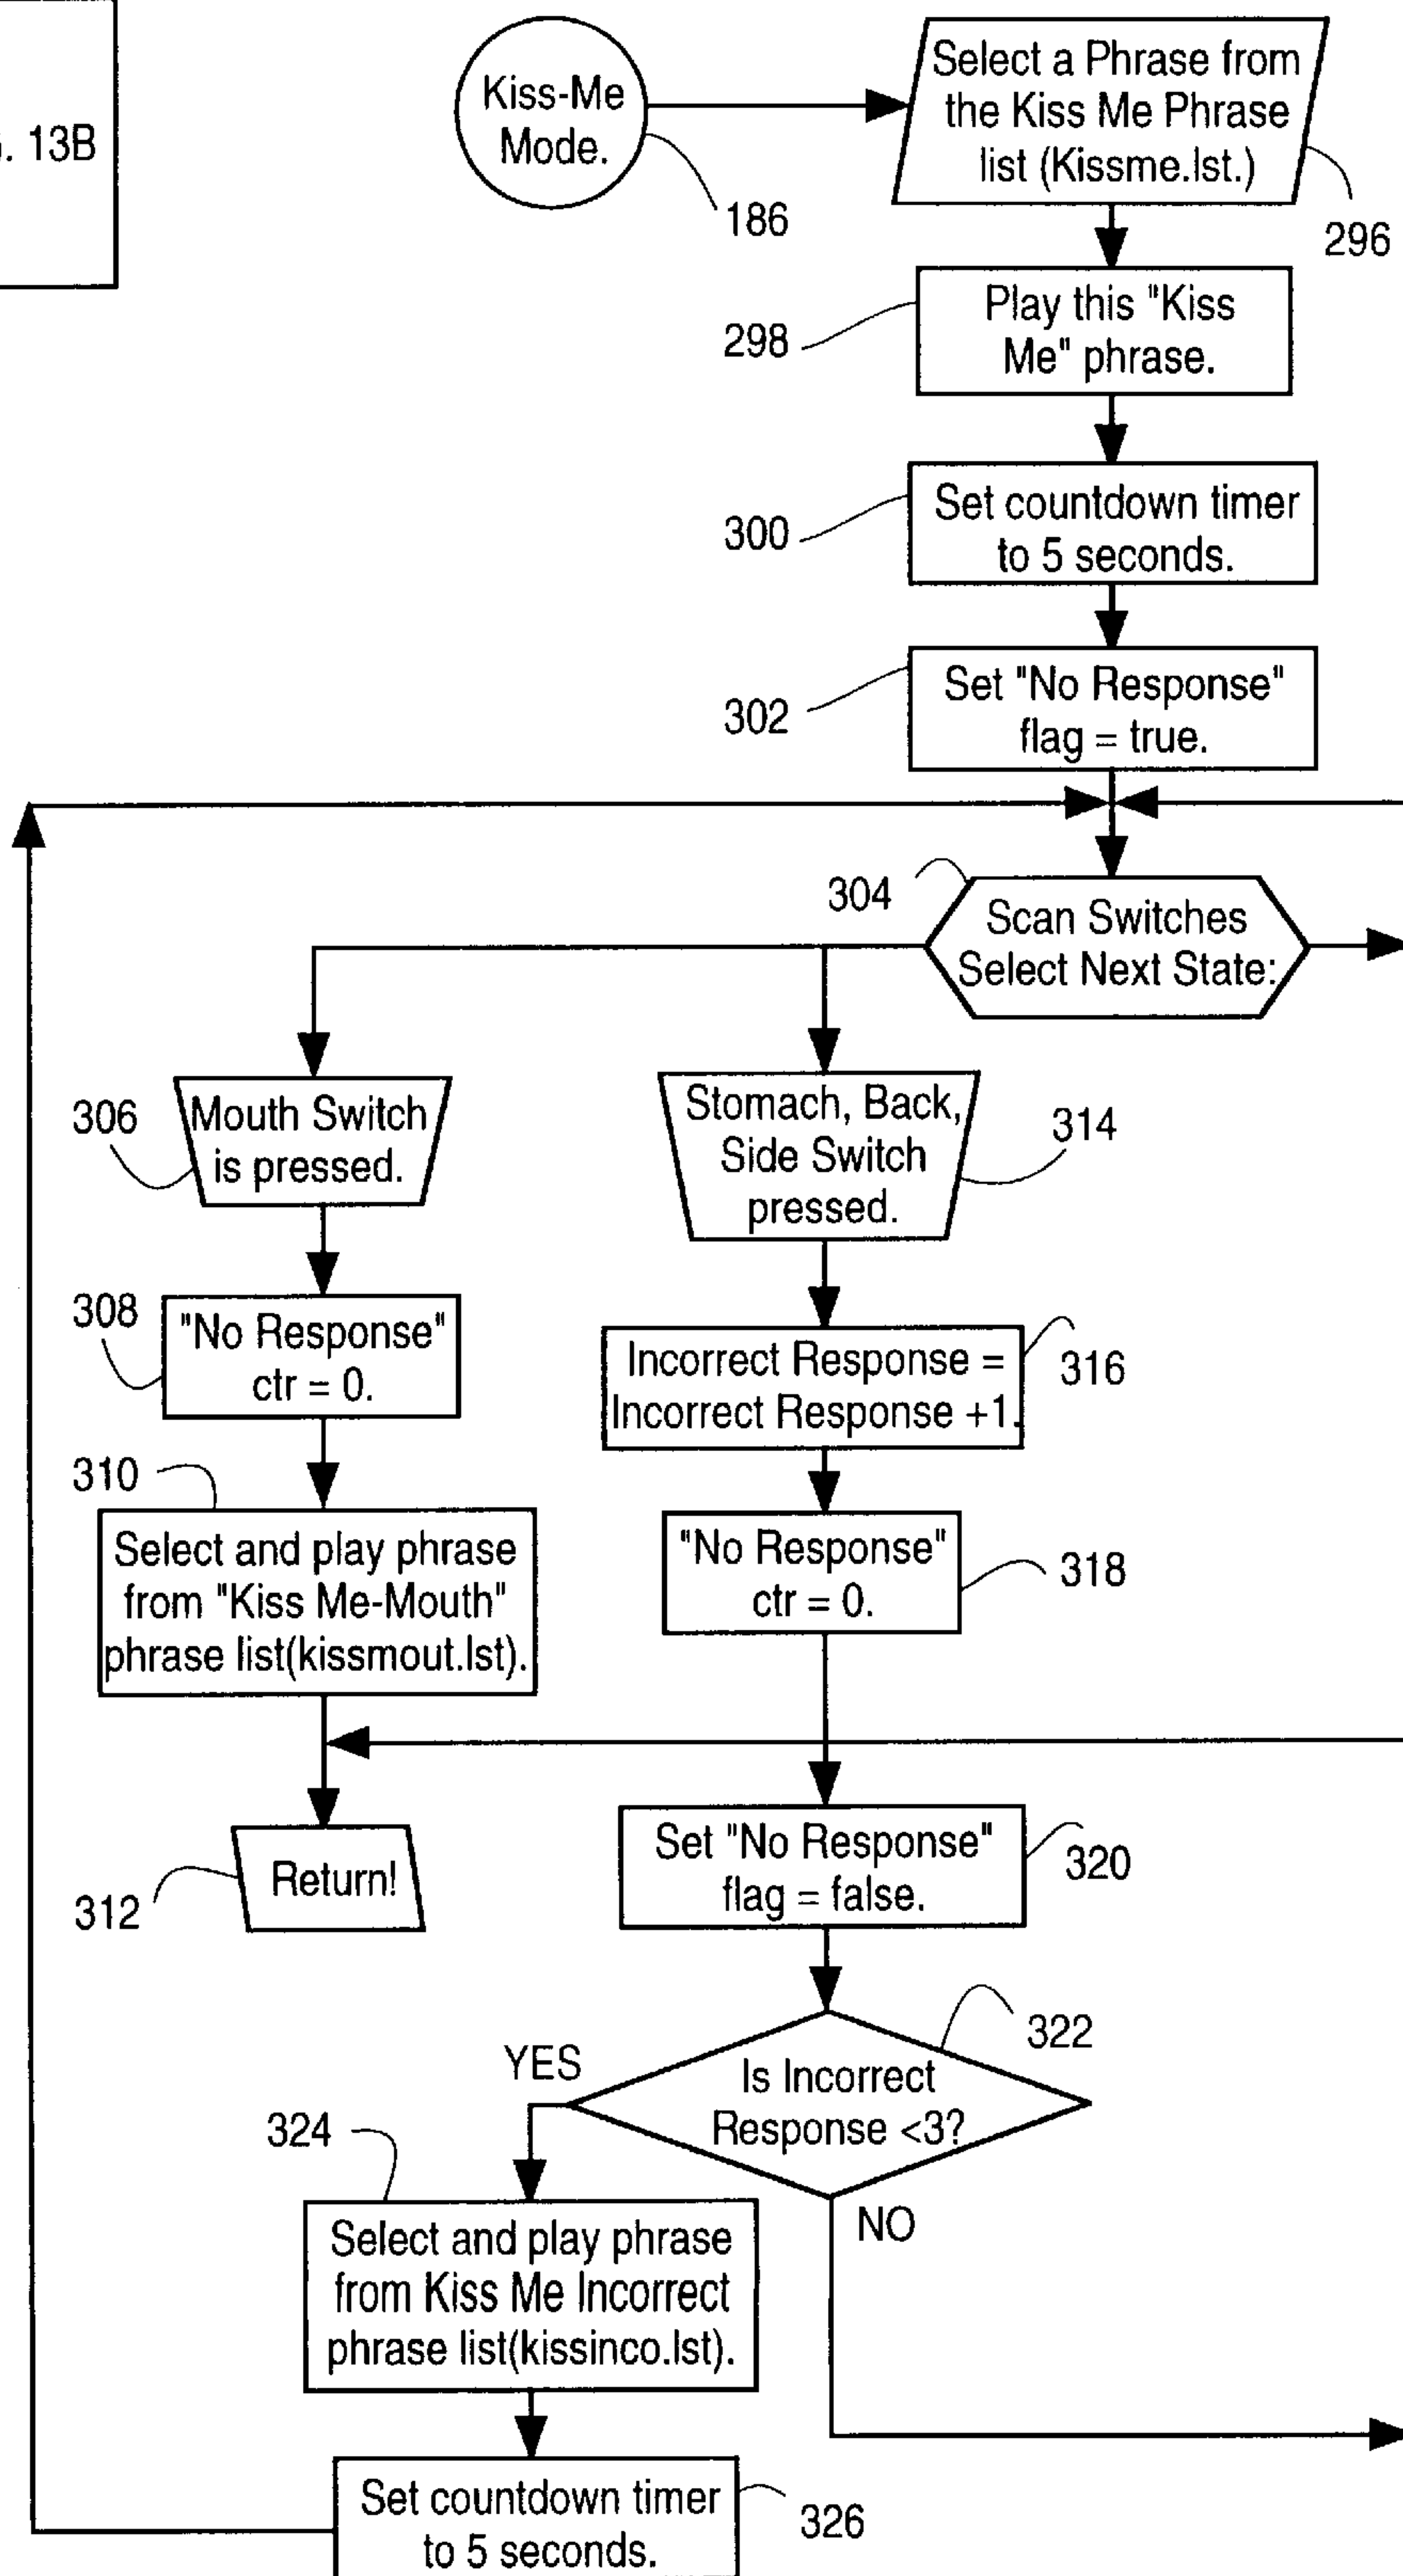 13B
Kiss-Me
Mode.
186
Select a Phrase from
the Kiss Me Phrase
list (Kissme.lst.)
296
Play this "Kiss
Me" phrase.
298
Set countdown timer
to 5 seconds.
300
Set "No Response"
flag = true.
302
304
Scan Switches
Select Next State:
306
Mouth Switch
is pressed.
Stomach, Back,
Side Switch
pressed.
314
308
"No Response"
ctr = 0.
Incorrect Response =
Incorrect Response +1.
316
310
Select and play phrase
from "Kiss Me-Mouth"
phrase list(kissmout.lst).
"No Response"
ctr = 0.
318
312
Return!
Set "No Response"
flag = false.
320
322
Is Incorrect
Response <3?
YES
NO
324
Select and play phrase
from Kiss Me Incorrect
phrase list(kissinco.lst).
Set countdown timer
to 5 seconds.
326